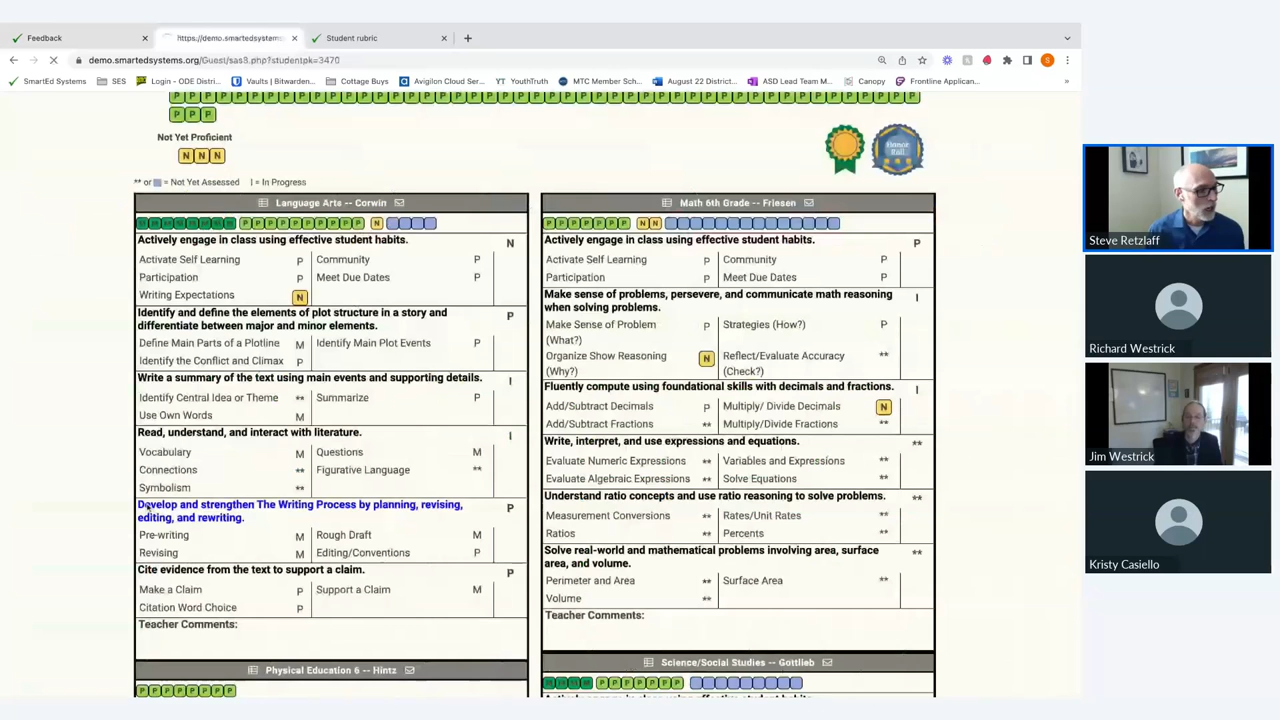 Feedback
https://demo.smartedsystems
Student rubric
demo.smartedsystems.org/Guest/sas3.php?studentpk=3470
SmartEd Systems
SES
Login - ODE Distri...
Vaults | Bitwarden...
Cottage Buys
Avigilon Cloud Ser...
YouthTruth
MTC Member Sch...
August 22 District...
ASD Lead Team M...
Canopy
Frontline Applican...
P P P P P P P P P P P P P P P P P P P P P P P P P P P P P P P P P P P P P P P P P P P P P P P P
P P P
Not Yet Proficient
N N N
Honor Roll
** or = Not Yet Assessed I = In Progress
Language Arts -- Corwin
M M M M M M M M P P P P P P P P P P N
Actively engage in class using effective student habits. N
Activate Self Learning P Community P
Participation P Meet Due Dates P
Writing Expectations N
Identify and define the elements of plot structure in a story and P
differentiate between major and minor elements.
Define Main Parts of a Plotline M Identify Main Plot Events P
Identify the Conflict and Climax P
Write a summary of the text using main events and supporting details. I
Identify Central Idea or Theme ** Summarize P
Use Own Words M
Read, understand, and interact with literature. I
Vocabulary M Questions M
Connections ** Figurative Language **
Symbolism **
Develop and strengthen The Writing Process by planning, revising, P
editing, and rewriting.
Pre-writing M Rough Draft M
Revising M Editing/Conventions P
Cite evidence from the text to support a claim. P
Make a Claim P Support a Claim M
Citation Word Choice P
Teacher Comments:
Physical Education 6 -- Hintz
P P P P P P P P
Math 6th Grade -- Friesen
P P P P P P P N N
Actively engage in class using effective student habits. P
Activate Self Learning P Community P
Participation P Meet Due Dates P
Make sense of problems, persevere, and communicate math reasoning I
when solving problems.
Make Sense of Problem P Strategies (How?) P
(What?)
Organize Show Reasoning N Reflect/Evaluate Accuracy **
(Why?) (Check?)
Fluently compute using foundational skills with decimals and fractions. I
Add/Subtract Decimals P Multiply/ Divide Decimals N
Add/Subtract Fractions ** Multiply/Divide Fractions **
Write, interpret, and use expressions and equations. **
Evaluate Numeric Expressions ** Variables and Expressions **
Evaluate Algebraic Expressions ** Solve Equations **
Understand ratio concepts and use ratio reasoning to solve problems. **
Measurement Conversions ** Rates/Unit Rates **
Ratios ** Percents **
Solve real-world and mathematical problems involving area, surface **
area, and volume.
Perimeter and Area ** Surface Area **
Volume **
Teacher Comments:
Science/Social Studies -- Gottlieb
P P P P P P P
Steve Retzlaff
Richard Westrick
Jim Westrick
Kristy Casiello